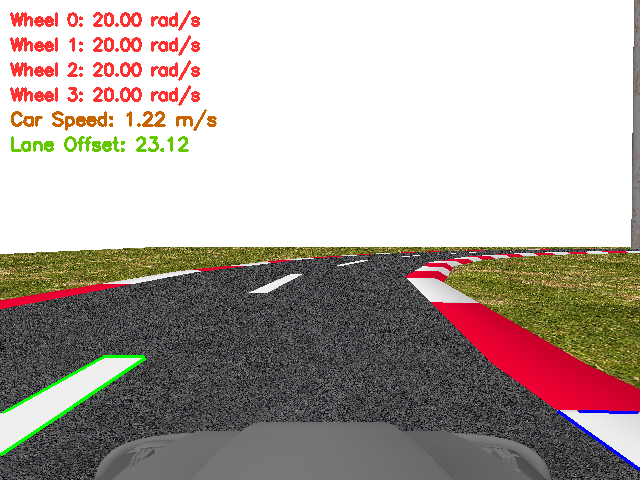 Wheel 0: 20.00 rad/s
Wheel 1: 20.00 rad/s
Wheel 2: 20.00 rad/s
Wheel 3: 20.00 rad/s
Car Speed: 1.22 m/s
Lane Offset: 23.12